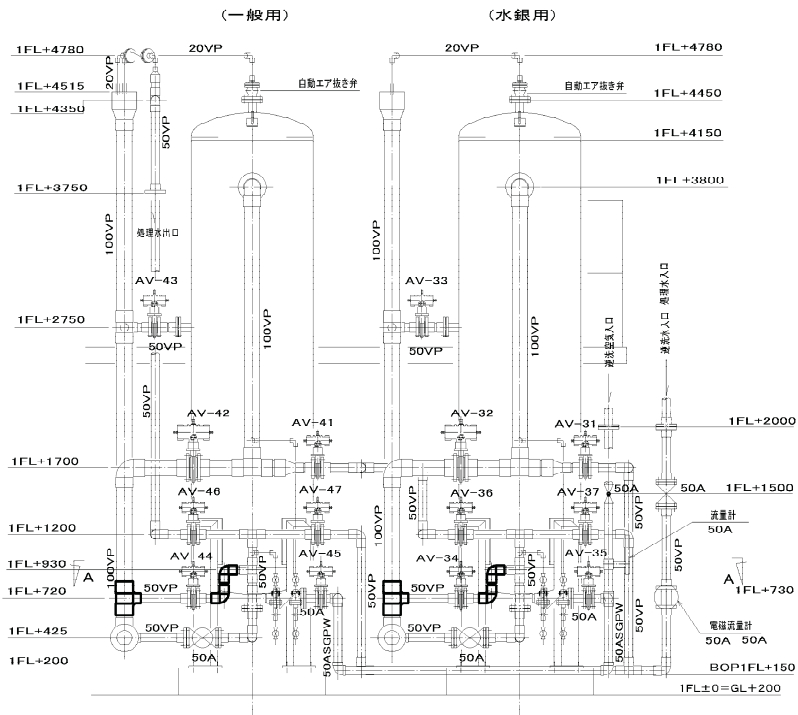 (一般用) (水銀用)
1FL+4780 20VP 20VP 1FL+4780
20VP
1FL+4515 自動エア抜き弁 自動エア抜き弁 1FL+4450
1FL+4350
50VP 1FL+4150
1FL+3750 1FL+3800
処理水出口
100VP 100VP
AV-43 AV-33
逆洗空気入口 逆洗水入口 処理水入口
1FL+2750 100VP 100VP
50VP 50VP
50VP
AV-42 AV-41 AV-32 AV-31 1FL+2000
1FL+1700
AV-46 AV-47 AV-36 AV-37 50A 50A 1FL+1500
50VP 50VP
流量計
50A
1FL+1200
100VP 100VP 50VP
AV-44 AV-45 AV-34 AV-35
1FL+930
A A
50VP 50VP 50VP 50VP 50VP
1FL+720 1FL+730
50A 50A
電磁流量計
50A 50A
1FL+425 50VP 50VP
50ASGPW 50ASGPW 50VP
50A 50A
1FL+200 BOP1FL+150
1FL±0=GL+200